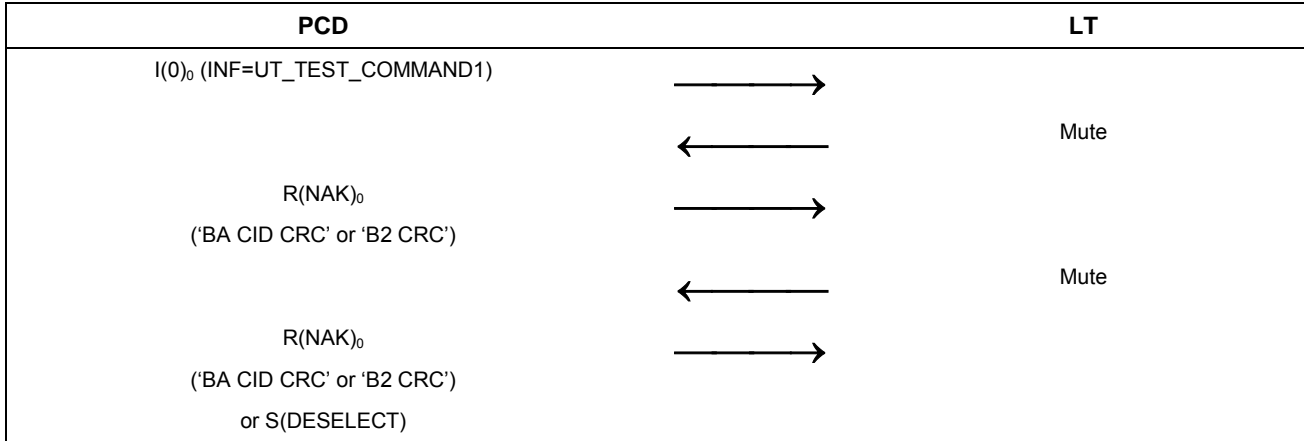 PCD LT
I(0)₀ (INF=UT_TEST_COMMAND1)
Mute
R(NAK)₀
(‘BA CID CRC’ or ‘B2 CRC’)
Mute
R(NAK)₀
(‘BA CID CRC’ or ‘B2 CRC’)
or S(DESELECT)